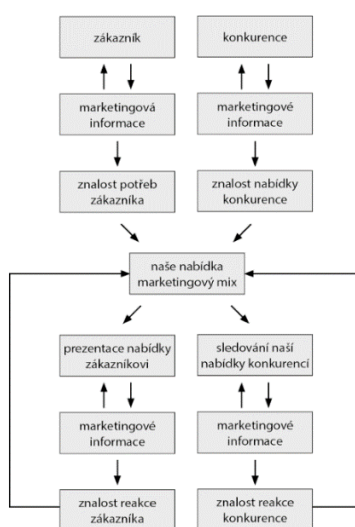 zákazník
konkurence
marketingová
informace
marketingové
informace
znalost potřeb
zákazníka
znalost nabídky
konkurence
naše nabídka
marketingový mix
prezentace nabídky
zákazníkovi
sledování naší
nabídky konkurencí
marketingové
informace
marketingové
informace
znalost reakce
zákazníka
znalost reakce
konkurence